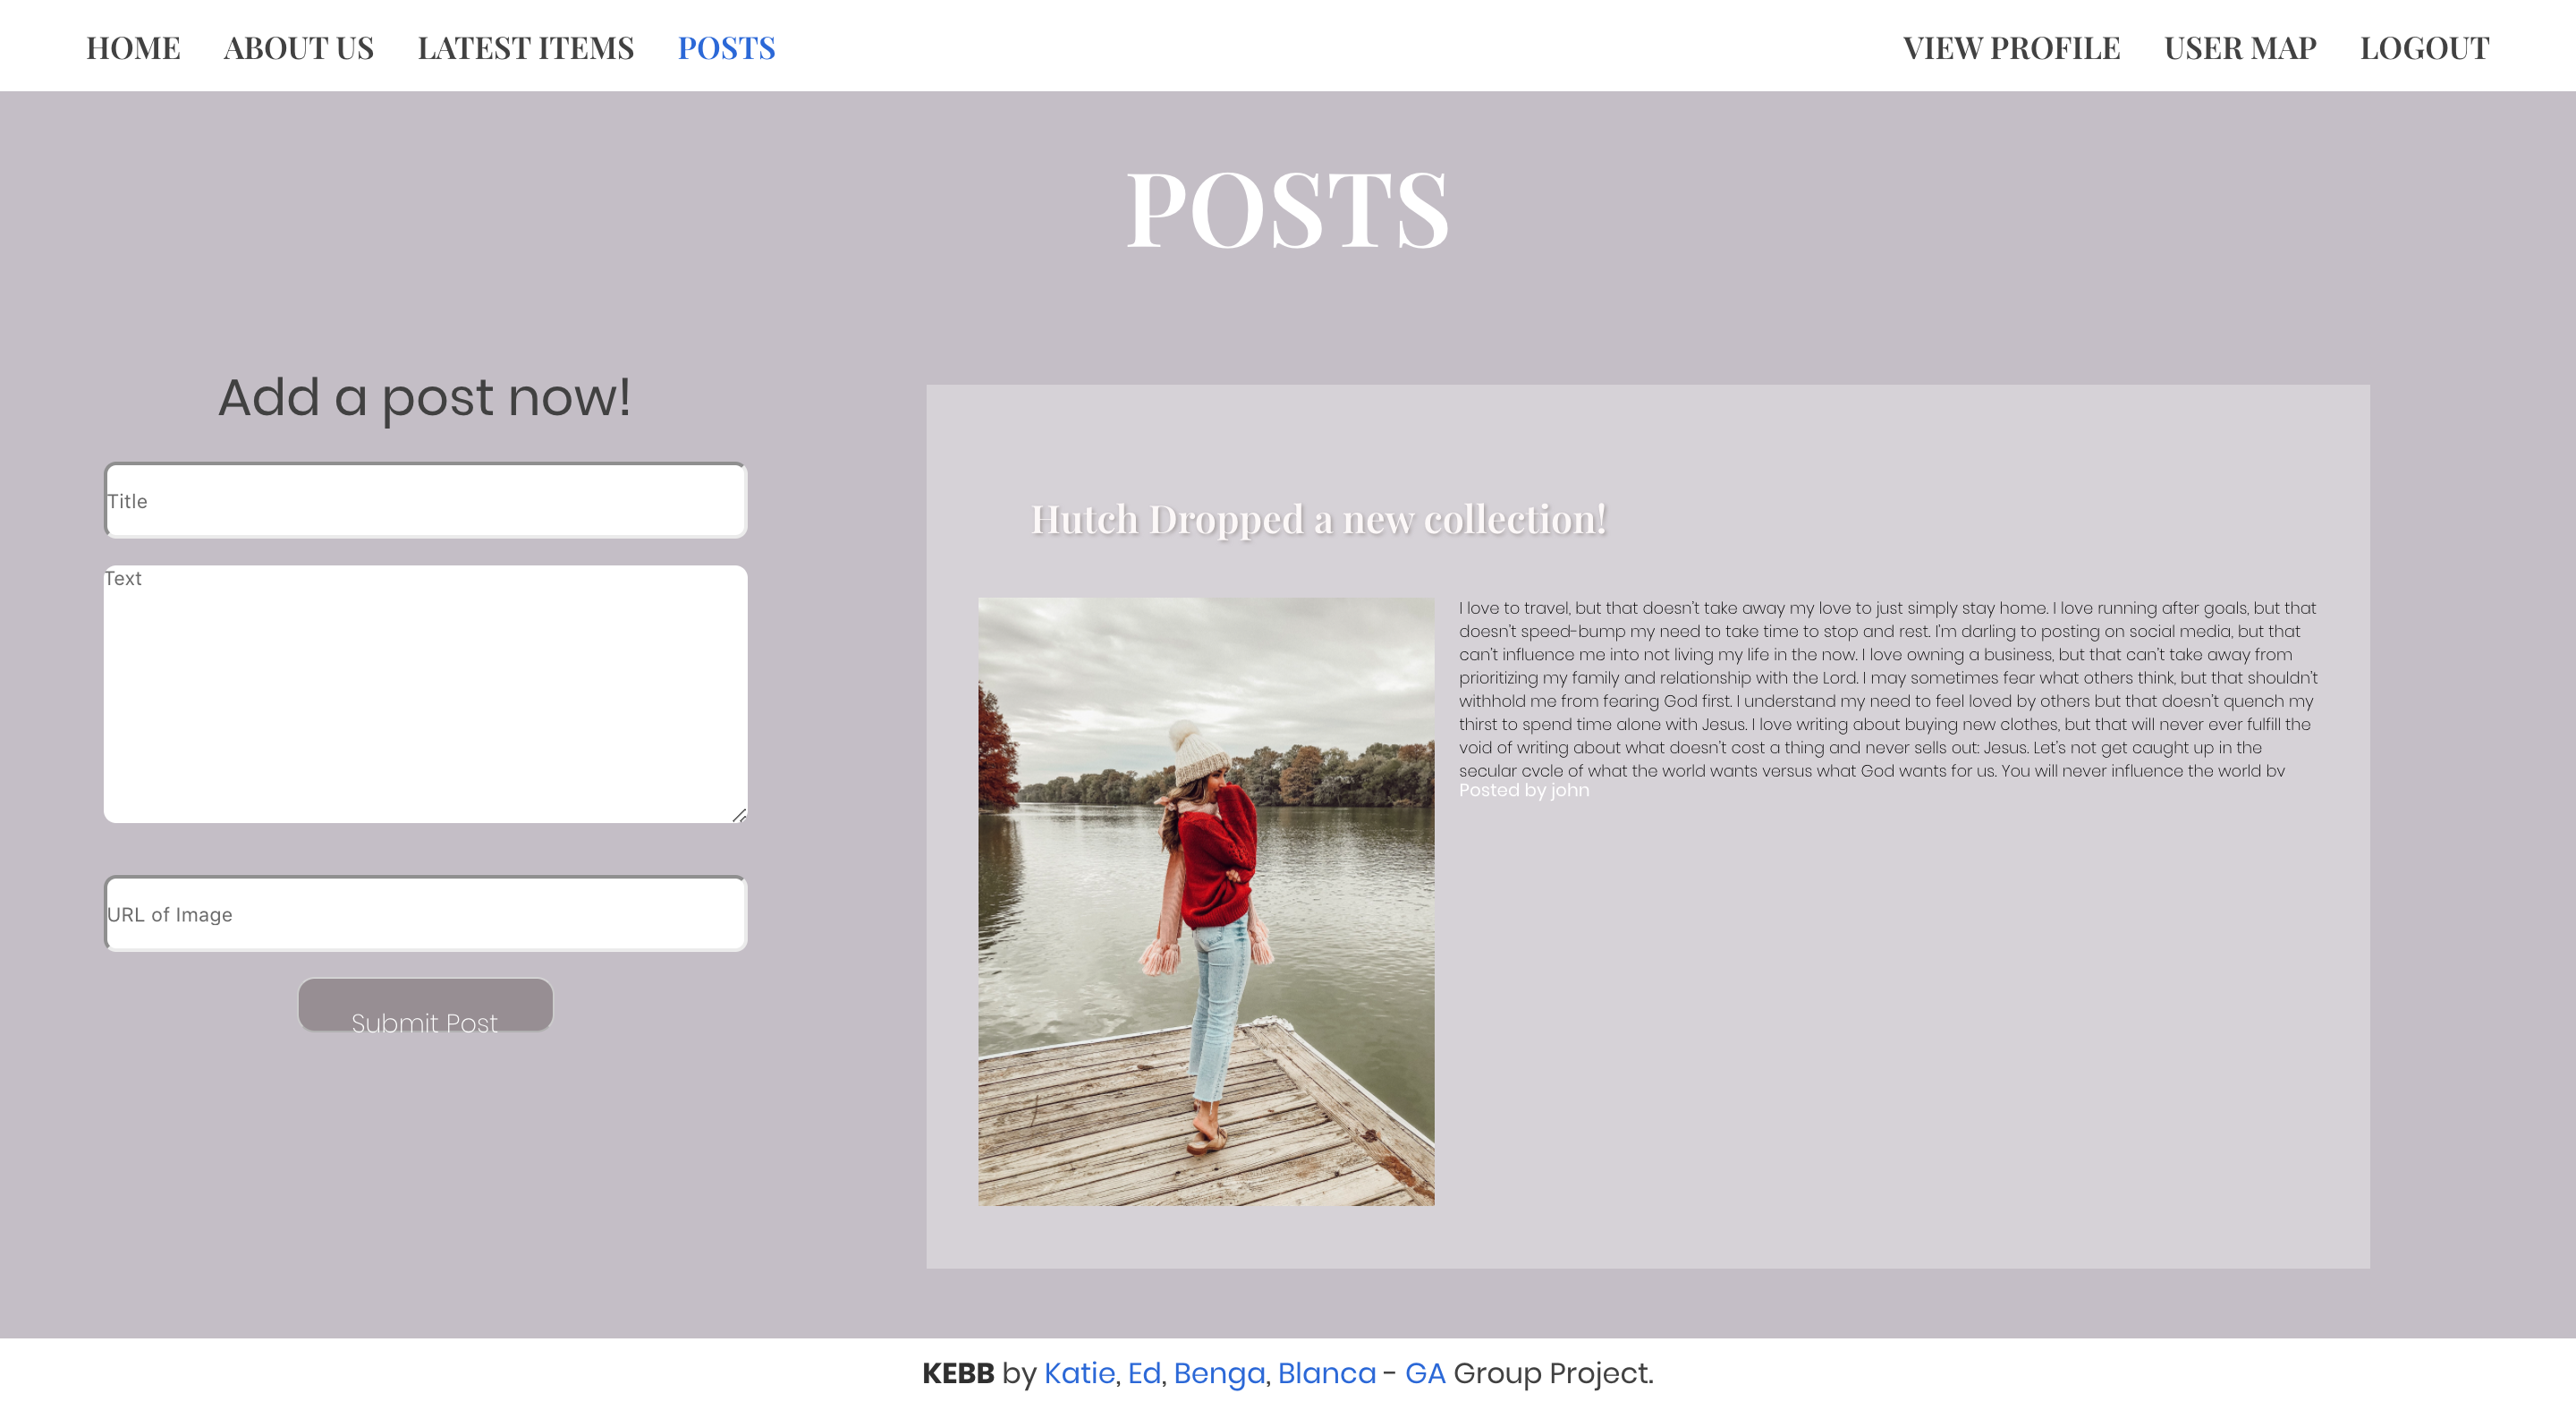 HOME ABOUT US LATEST ITEMS POSTS VIEW PROFILE USER MAP LOGOUT
POSTS
Add a post now!
Title
Text
URL of Image
Submit Post
Hutch Dropped a new collection!
I love to travel, but that doesn't take away my love to just simply stay home. I love running after goals, but that
doesn't speed-bump my need to take time to stop and rest. I'm darling to posting on social media, but that
can't influence me into not living my life in the now. I love owning a business, but that can't take away from
prioritizing my family and relationship with the Lord. I may sometimes fear what others think, but that shouldn't
withhold me from fearing God first. I understand my need to feel loved by others but that doesn't quench my
thirst to spend time alone with Jesus. I love writing about buying new clothes, but that will never ever fulfill the
void of writing about what doesn't cost a thing and never sells out: Jesus. Let's not get caught up in the
secular cycle of what the world wants versus what God wants for us. You will never influence the world by
Posted by john
KEBB by Katie, Ed, Benga, Blanca - GA Group Project.